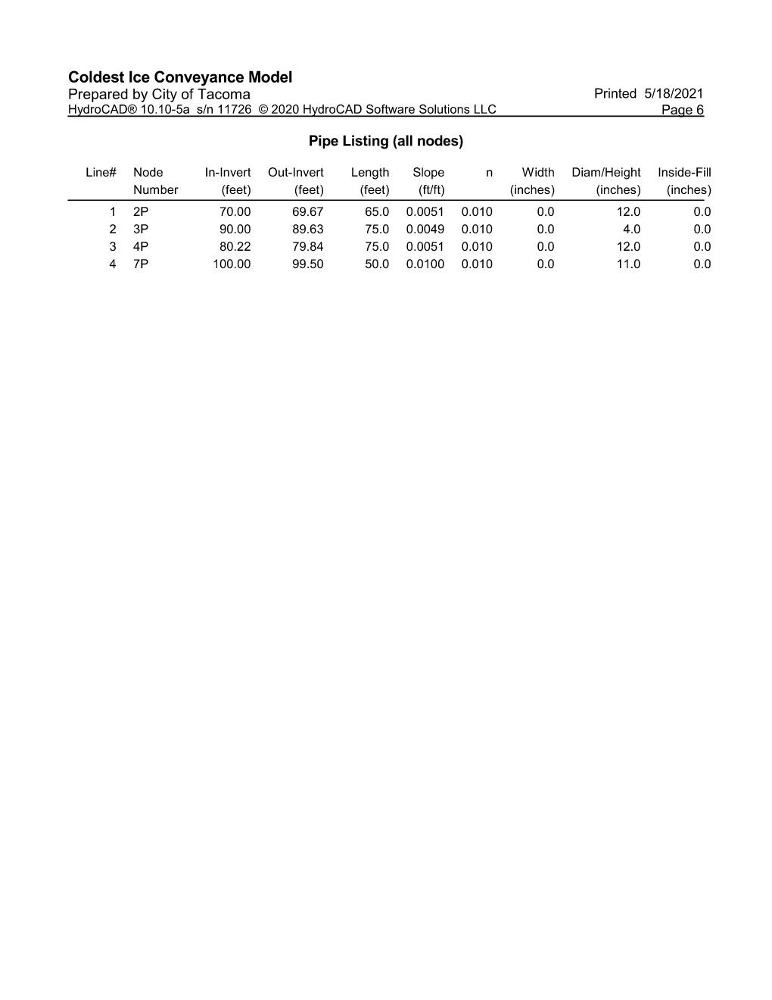 Coldest Ice Conveyance Model
Prepared by City of Tacoma
Printed 5/18/2021
HydroCAD® 10.10-5a s/n 11726 © 2020 HydroCAD Software Solutions LLC
Page 6
Pipe Listing (all nodes)
Line# Node In-Invert Out-Invert Length Slope n Width Diam/Height Inside-Fill
Number (feet) (feet) (feet) (ft/ft) (inches) (inches) (inches)
1 2P 70.00 69.67 65.0 0.0051 0.010 0.0 12.0 0.0
2 3P 90.00 89.63 75.0 0.0049 0.010 0.0 4.0 0.0
3 4P 80.22 79.84 75.0 0.0051 0.010 0.0 12.0 0.0
4 7P 100.00 99.50 50.0 0.0100 0.010 0.0 11.0 0.0